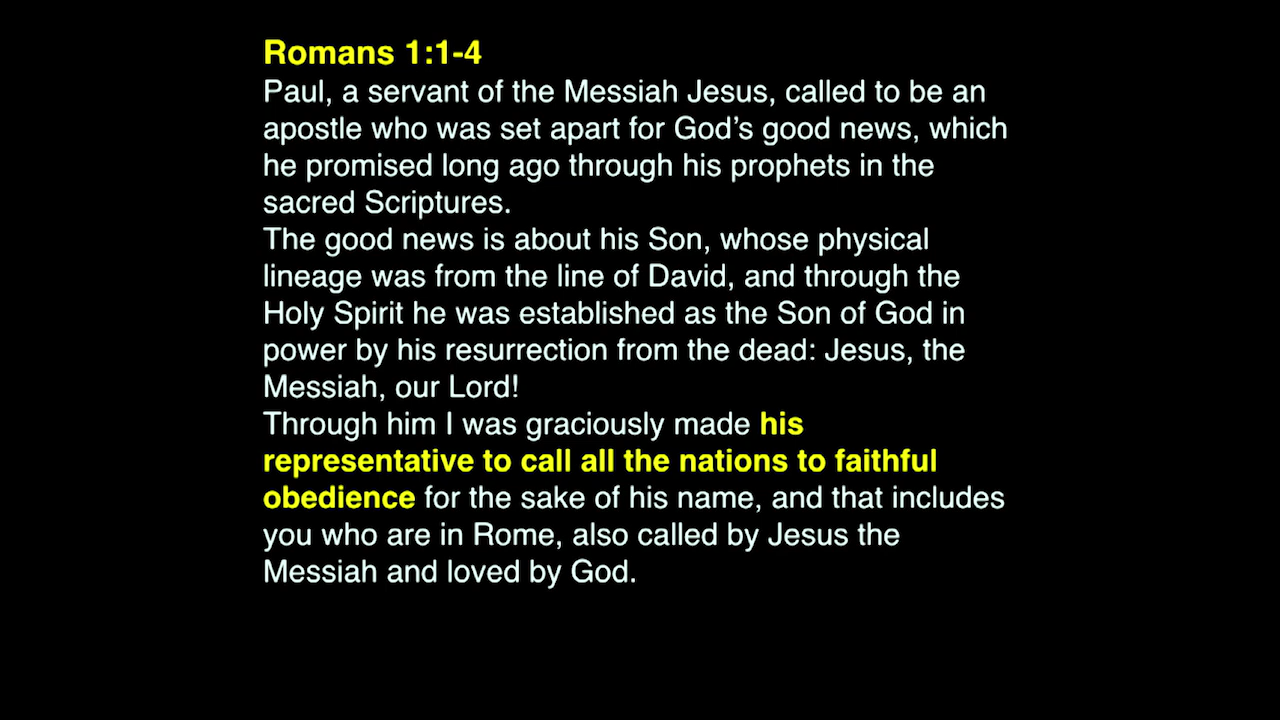 Romans 1:1-4
Paul, a servant of the Messiah Jesus, called to be an
apostle who was set apart for God’s good news, which
he promised long ago through his prophets in the
sacred Scriptures.
The good news is about his Son, whose physical
lineage was from the line of David, and through the
Holy Spirit he was established as the Son of God in
power by his resurrection from the dead: Jesus, the
Messiah, our Lord!
Through him I was graciously made his
representative to call all the nations to faithful
obedience for the sake of his name, and that includes
you who are in Rome, also called by Jesus the
Messiah and loved by God.